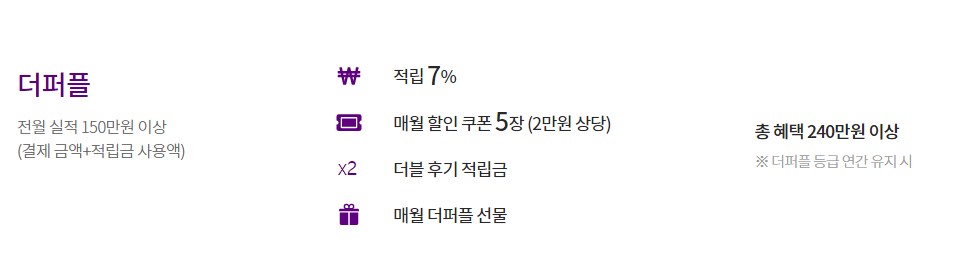 더퍼플
전월 실적 150만원 이상
(결제 금액+적립금 사용액)
₩ 적립 7%
매월 할인 쿠폰 5장 (2만원 상당)
x2 더블 후기 적립금
매월 더퍼플 선물
총 혜택 240만원 이상
※ 더퍼플 등급 연간 유지 시